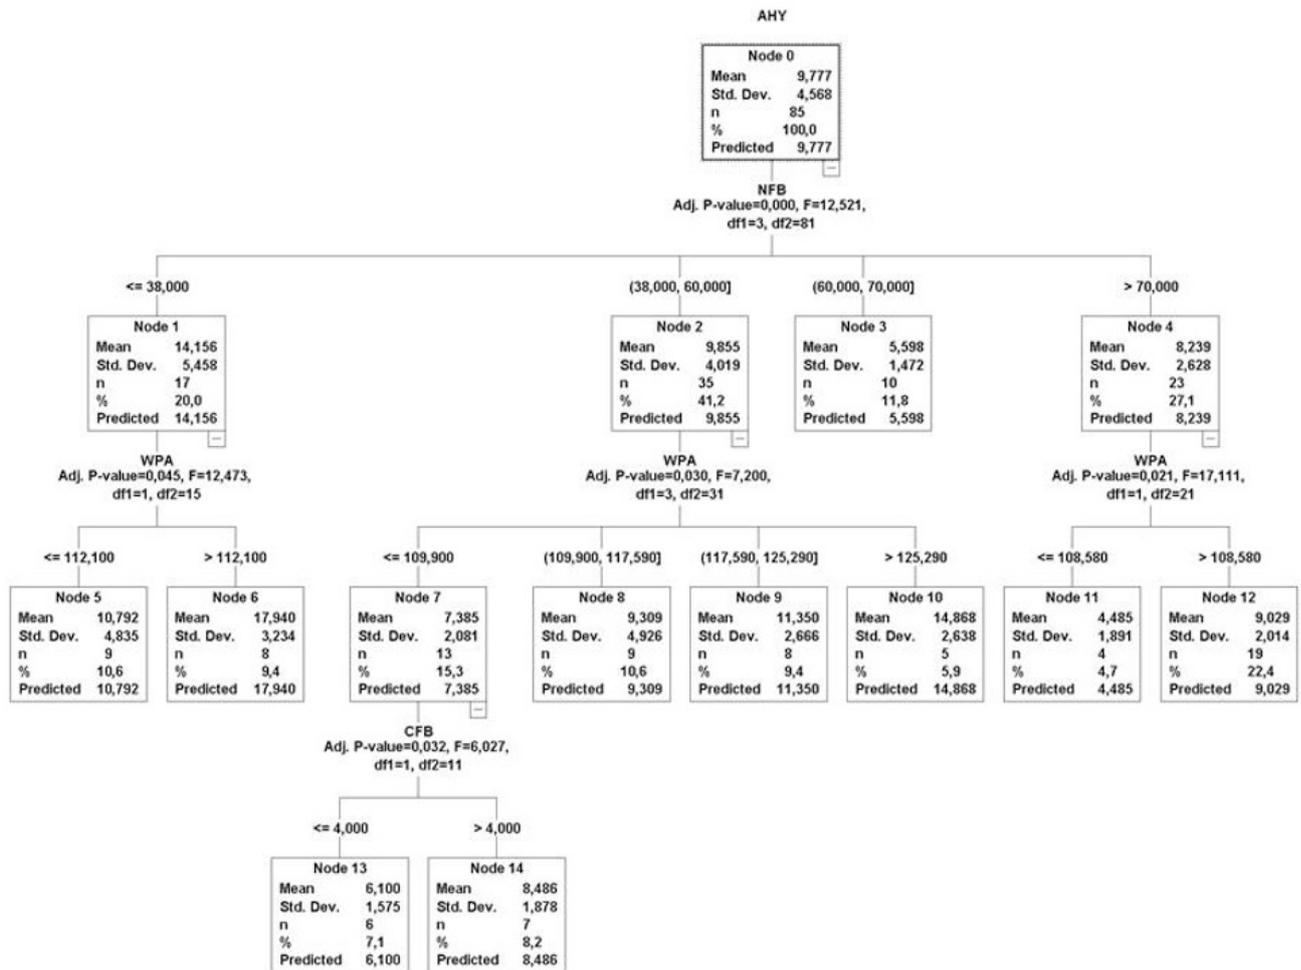 AHY
Node 0
Mean 9,777
Std. Dev. 4,568
n 85
% 100,0
Predicted 9,777
NFB
Adj. P-value=0,000, F=12,521,
df1=3, df2=81
<= 38,000
(38,000, 60,000]
(60,000, 70,000]
> 70,000
Node 1
Mean 14,156
Std. Dev. 5,458
n 17
% 20,0
Predicted 14,156
Node 2
Mean 9,855
Std. Dev. 4,019
n 35
% 41,2
Predicted 9,855
Node 3
Mean 5,598
Std. Dev. 1,472
n 10
% 11,8
Predicted 5,598
Node 4
Mean 8,239
Std. Dev. 2,628
n 23
% 27,1
Predicted 8,239
WPA
Adj. P-value=0,045, F=12,473,
df1=1, df2=15
WPA
Adj. P-value=0,030, F=7,200,
df1=3, df2=31
WPA
Adj. P-value=0,021, F=17,111,
df1=1, df2=21
<= 112,100
> 112,100
<= 109,900
(109,900, 117,590]
(117,590, 125,290]
> 125,290
<= 108,580
> 108,580
Node 5
Mean 10,792
Std. Dev. 4,835
n 9
% 10,6
Predicted 10,792
Node 6
Mean 17,940
Std. Dev. 3,234
n 8
% 9,4
Predicted 17,940
Node 7
Mean 7,385
Std. Dev. 2,081
n 13
% 15,3
Predicted 7,385
Node 8
Mean 9,309
Std. Dev. 4,926
n 9
% 10,6
Predicted 9,309
Node 9
Mean 11,350
Std. Dev. 2,666
n 8
% 9,4
Predicted 11,350
Node 10
Mean 14,868
Std. Dev. 2,638
n 5
% 5,9
Predicted 14,868
Node 11
Mean 4,485
Std. Dev. 1,891
n 4
% 4,7
Predicted 4,485
Node 12
Mean 9,029
Std. Dev. 2,014
n 19
% 22,4
Predicted 9,029
CFB
Adj. P-value=0,032, F=6,027,
df1=1, df2=11
<= 4,000
> 4,000
Node 13
Mean 6,100
Std. Dev. 1,575
n 6
% 7,1
Predicted 6,100
Node 14
Mean 8,486
Std. Dev. 1,878
n 7
% 8,2
Predicted 8,486